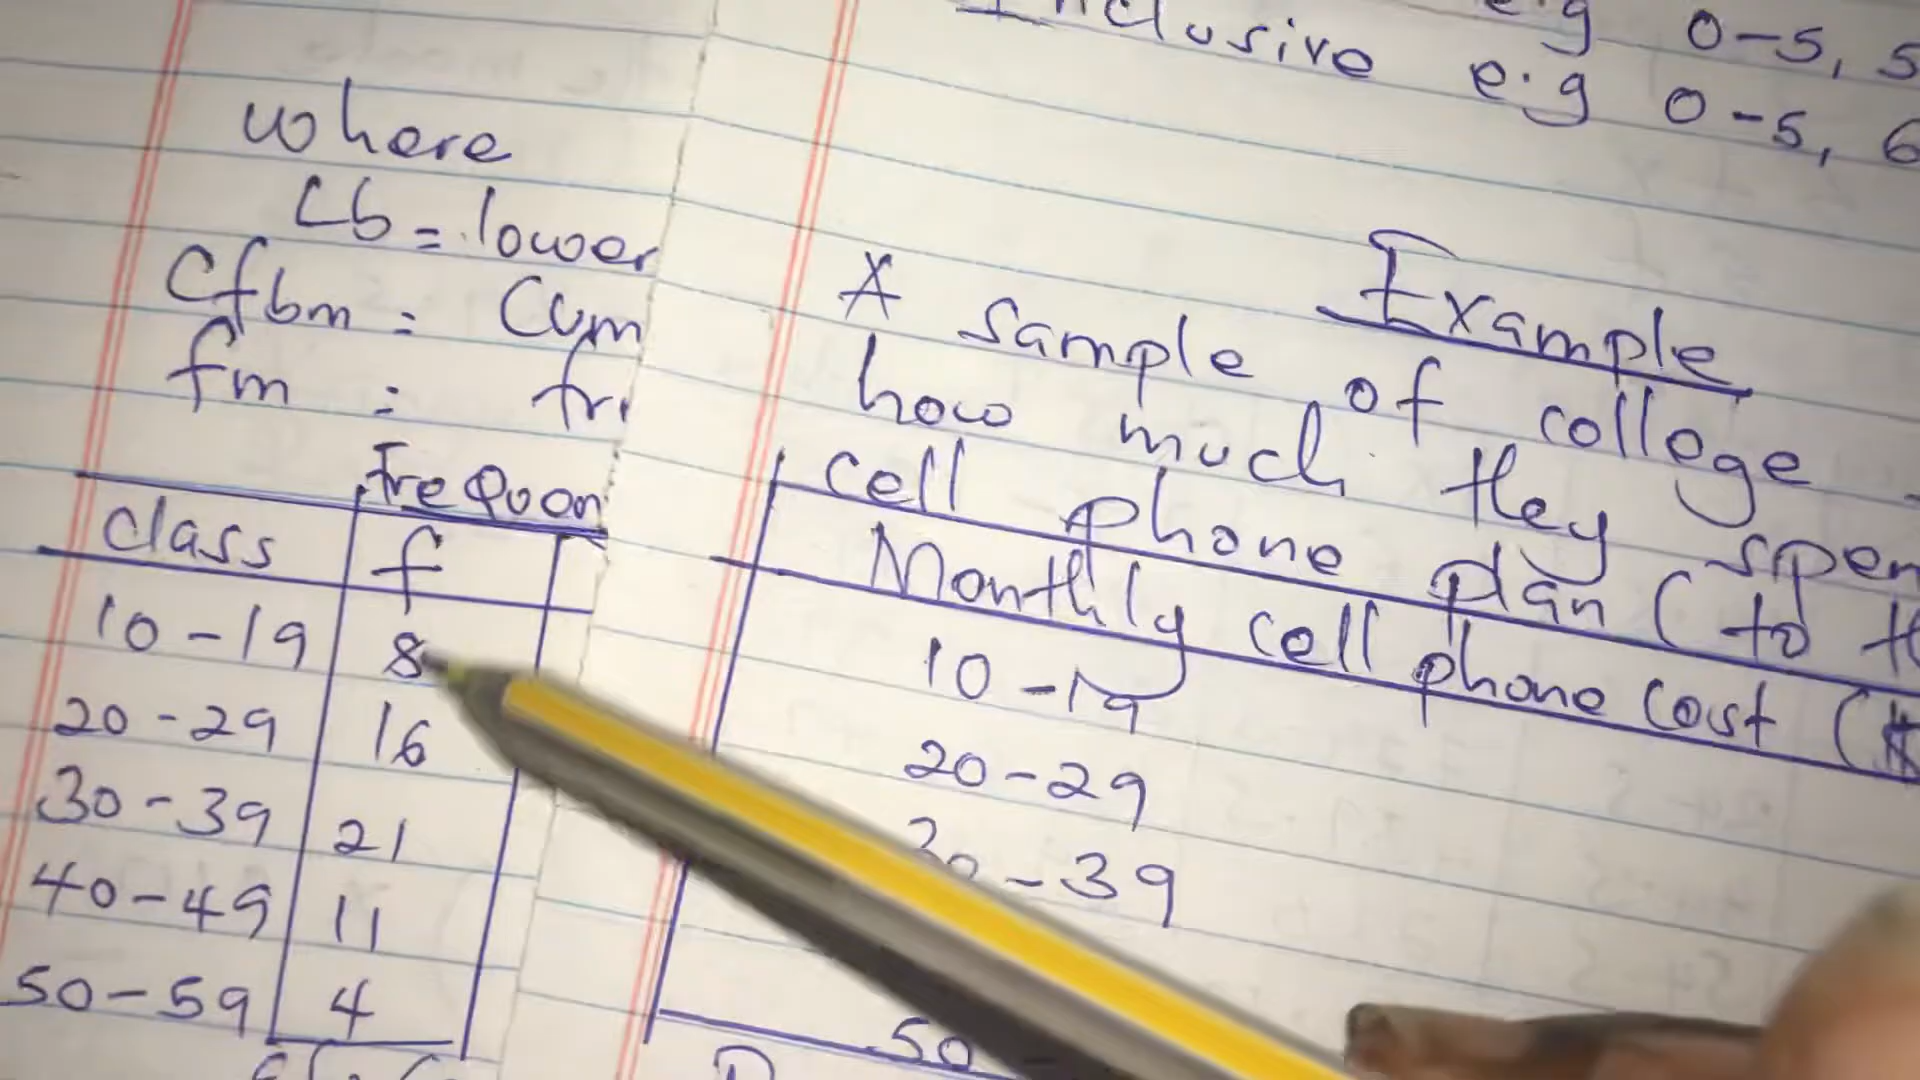 where
Lb = lower
Cfbm = Cum
fm =
Frequen
class f
10-19 8
20-29 16
30-39 21
40-49 11
50-59 4
e.g 0-5, 5
Inclusive e.g 0-5, 6
Example
A sample of college
how much they spen
cell phone plan (to th
Monthly cell phone cost ($
10-19
20-29
30-39
50